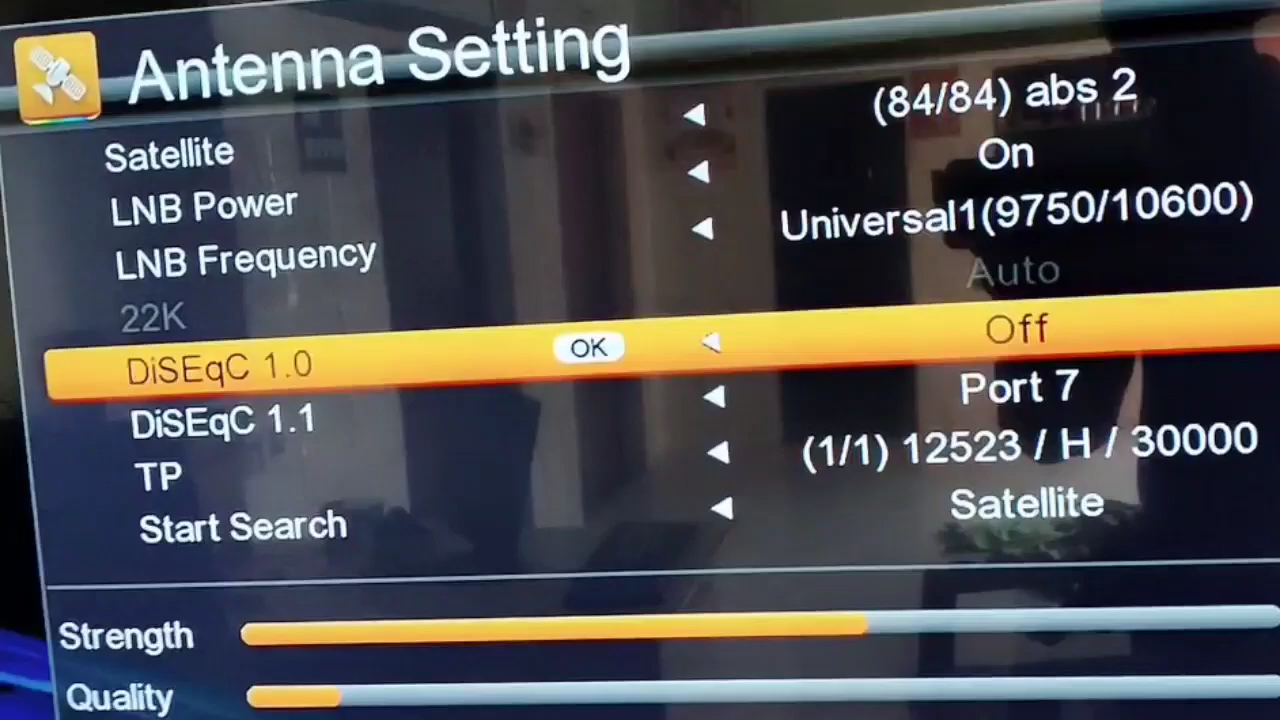 Antenna Setting
Satellite (84/84) abs 2
LNB Power On
LNB Frequency Universal1(9750/10600)
22K Auto
DiSEqC 1.0 OK Off
DiSEqC 1.1 Port 7
TP (1/1) 12523 / H / 30000
Start Search Satellite
Strength
Quality